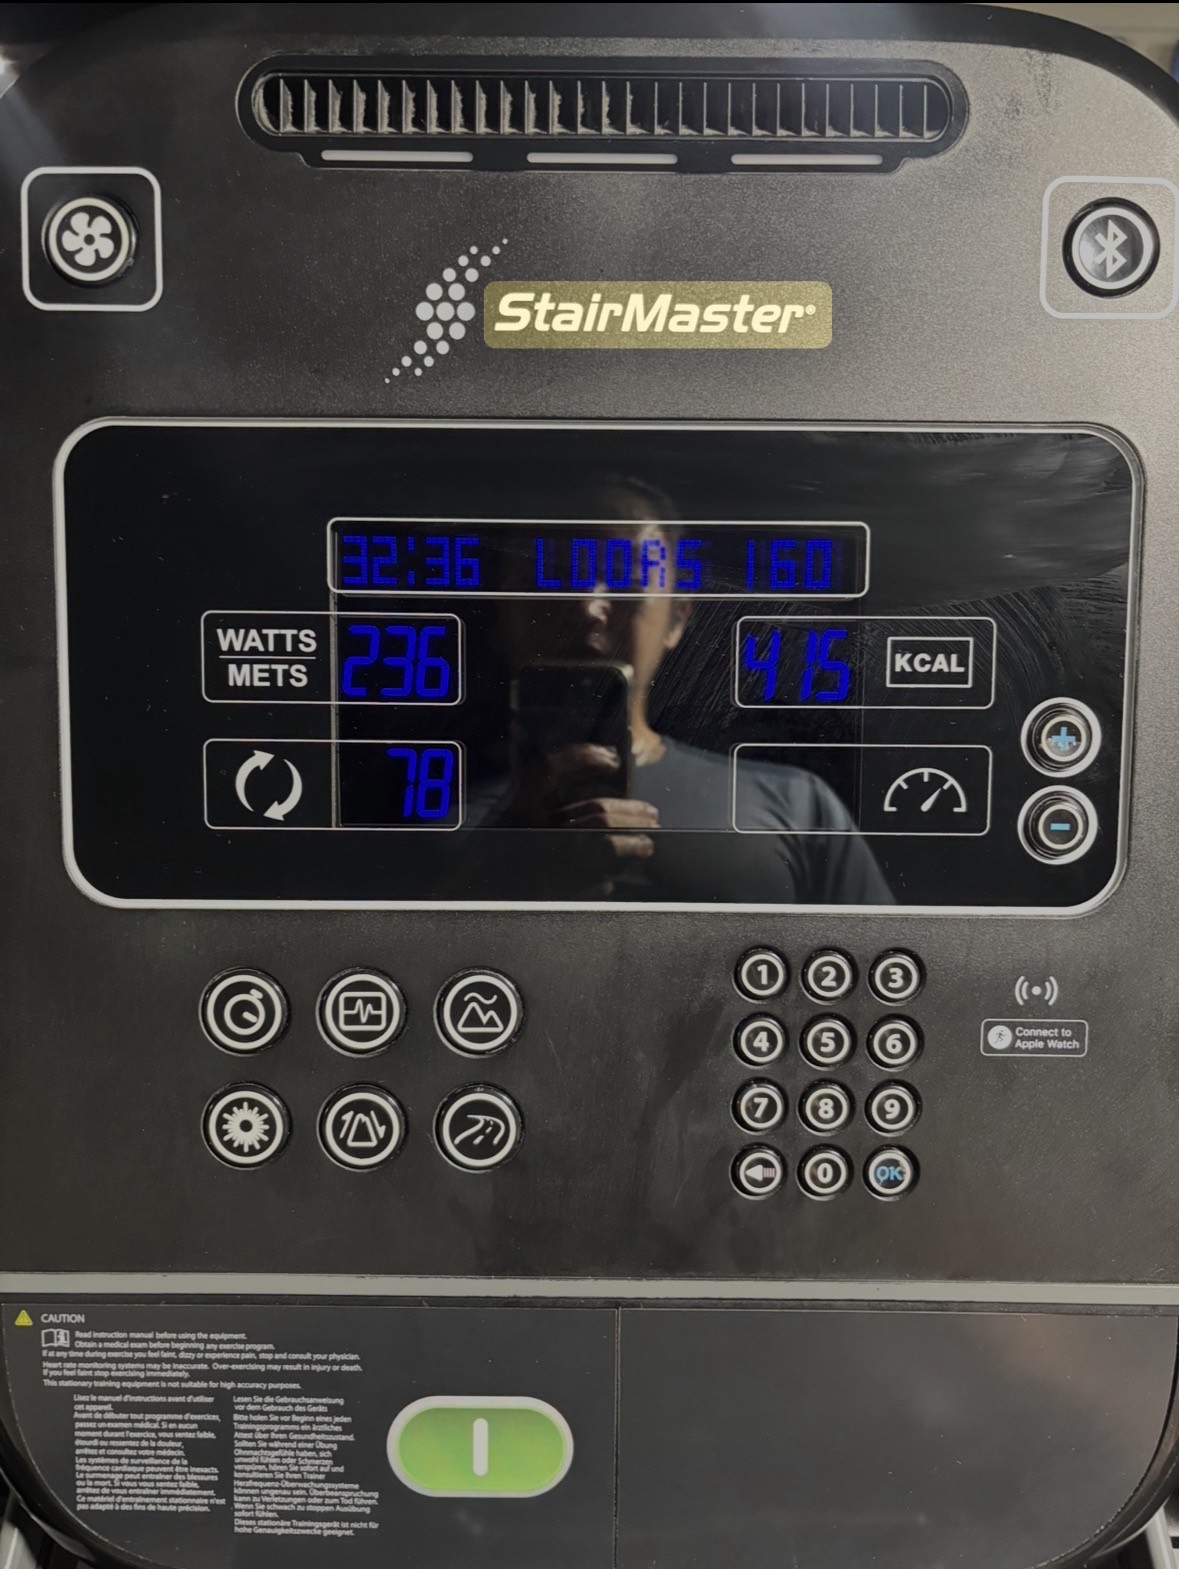 StairMaster®
32:36 LOORS 160
WATTS
METS
236
415
KCAL
78
+
-
1 2 3
4 5 6
7 8 9
0 OK
Connect to
Apple Watch
CAUTION
Read instruction manual before using the equipment.
Obtain a medical exam before beginning any exercise program.
If at any time during exercise you feel faint, dizzy or experience pain, stop and consult your physician.
Heart rate monitoring systems may be inaccurate. Over-exercising may result in injury or death.
If you feel faint stop exercising immediately.
This stationary training equipment is not suitable for high accuracy purposes.
Lisez le manuel d'instructions avant d'utiliser
cet appareil.
Avant de débuter tout programme d'exercices,
passez un examen médical. Si en aucun
moment durant l'exercice, vous sentez faible,
étourdi ou ressentez de la douleur,
arrêtez et consultez votre médecin.
Les systèmes de surveillance de la
fréquence cardiaque peuvent être inexacts.
Le surmenage peut entraîner des blessures
ou la mort. Si vous vous sentez faible,
arrêtez de vous entraîner immédiatement.
Ce matériel d'entraînement stationnaire n'est
pas adapté à des fins de haute précision.
Lesen Sie die Gebrauchsanweisung
vor dem Gebrauch des Geräts
Bitte holen Sie vor Beginn eines jeden
Trainingsprogramms ein ärztliches
Attest über Ihren Gesundheitszustand.
Sollten Sie während einer Übung
Ohnmachtsgefühle haben, sich
unwohl fühlen oder Schmerzen
verspüren, hören Sie sofort auf und
konsultieren Sie Ihren Trainer
Herzfrequenz-Überwachungssysteme
können ungenau sein. Überbeanspruchung
kann zu Verletzungen oder zum Tod führen.
Wenn Sie schwach zu stoppen Ausübung
sofort fühlen.
Dieses stationäre Trainingsgerät ist nicht für
hohe Genauigkeitszwecke geeignet.